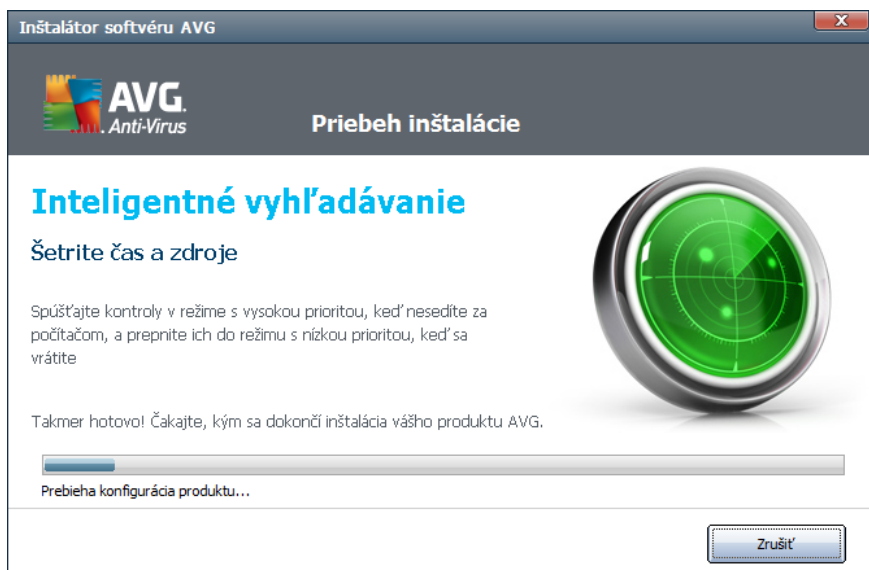 Inštalátor softvéru AVG
AVG.
Anti-Virus
Priebeh inštalácie
Inteligentné vyhľadávanie
Šetrite čas a zdroje
Spúšťajte kontroly v režime s vysokou prioritou, keď nesedíte za
počítačom, a prepnite ich do režimu s nízkou prioritou, keď sa
vrátite
Takmer hotovo! Čakajte, kým sa dokončí inštalácia vášho produktu AVG.
Prebieha konfigurácia produktu...
Zrušiť